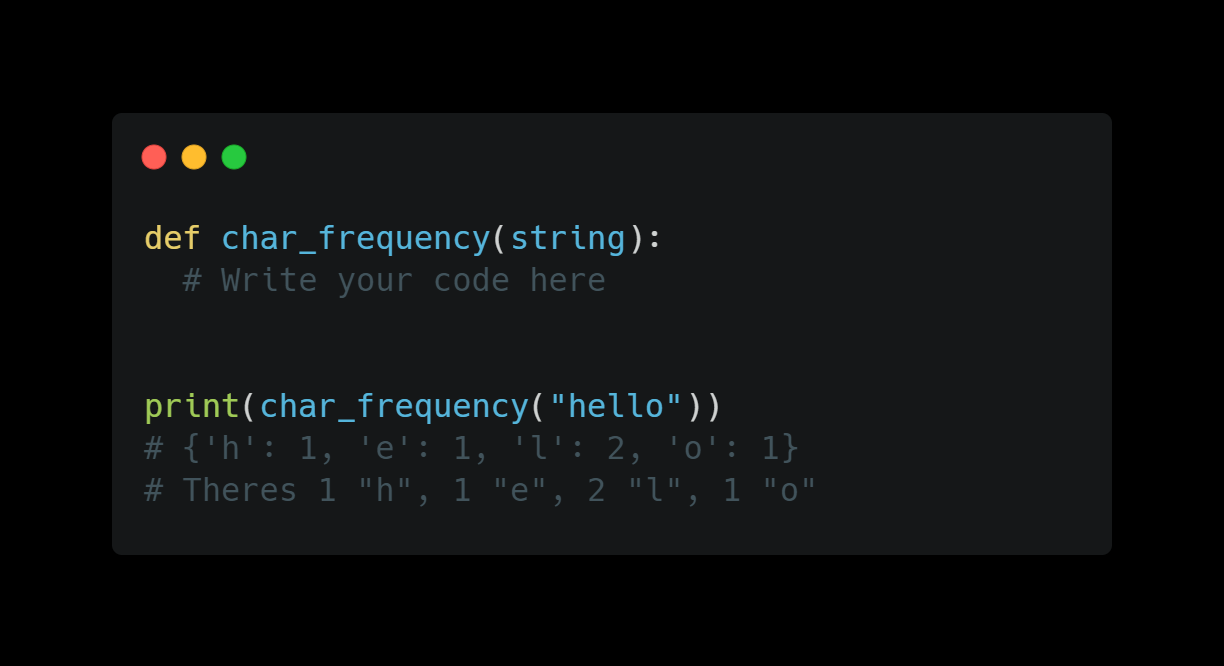 def char_frequency(string):
  # Write your code here
print(char_frequency("hello"))
# {'h': 1, 'e': 1, 'l': 2, 'o': 1}
# Theres 1 "h", 1 "e", 2 "l", 1 "o"